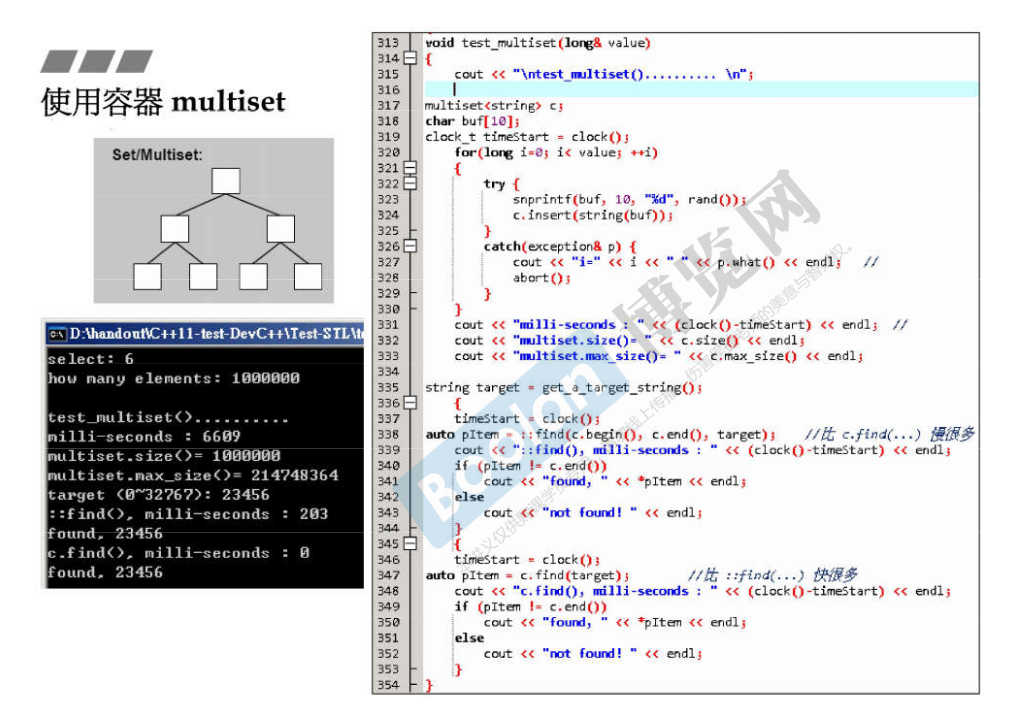 使用容器 multiset
Set/Multiset:
D:\handout\C++11-test-DevC++\Test-STL\t
select: 6
how many elements: 1000000
test_multiset()..........
milli-seconds : 6609
multiset.size()= 1000000
multiset.max_size()= 214748364
target (0~32767): 23456
::find(), milli-seconds : 203
found, 23456
c.find(), milli-seconds : 0
found, 23456
313 void test_multiset(long& value)
314 {
315 cout << "\ntest_multiset().......... \n";
316
317 multiset<string> c;
318 char buf[10];
319 clock_t timeStart = clock();
320 for(long i=0; i< value; ++i)
321 {
322 try {
323 snprintf(buf, 10, "%d", rand());
324 c.insert(string(buf));
325 }
326 catch(exception& p) {
327 cout << "i=" << i << " " << p.what() << endl; //
328 abort();
329 }
330 }
331 cout << "milli-seconds : " << (clock()-timeStart) << endl; //
332 cout << "multiset.size()= " << c.size() << endl;
333 cout << "multiset.max_size()= " << c.max_size() << endl;
334
335 string target = get_a_target_string();
336 {
337 timeStart = clock();
338 auto pItem = ::find(c.begin(), c.end(), target); //比 c.find(...) 慢很多
339 cout << "::find(), milli-seconds : " << (clock()-timeStart) << endl;
340 if (pItem != c.end())
341 cout << "found, " << *pItem << endl;
342 else
343 cout << "not found! " << endl;
344 }
345 {
346 timeStart = clock();
347 auto pItem = c.find(target); //比 ::find(...) 快很多
348 cout << "c.find(), milli-seconds : " << (clock()-timeStart) << endl;
349 if (pItem != c.end())
350 cout << "found, " << *pItem << endl;
351 else
352 cout << "not found! " << endl;
353 }
354 }
Boolan 博览网